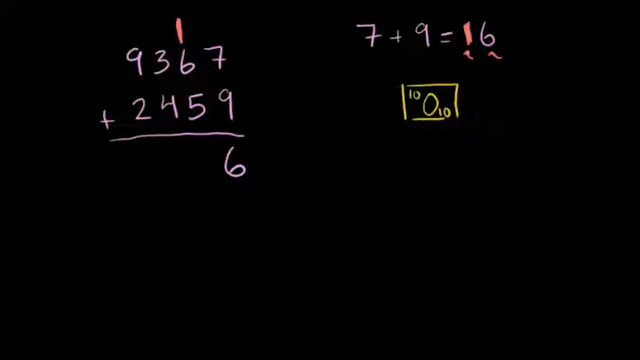 1
9367
+ 2459
6
7 + 9 = 16
10 0 10